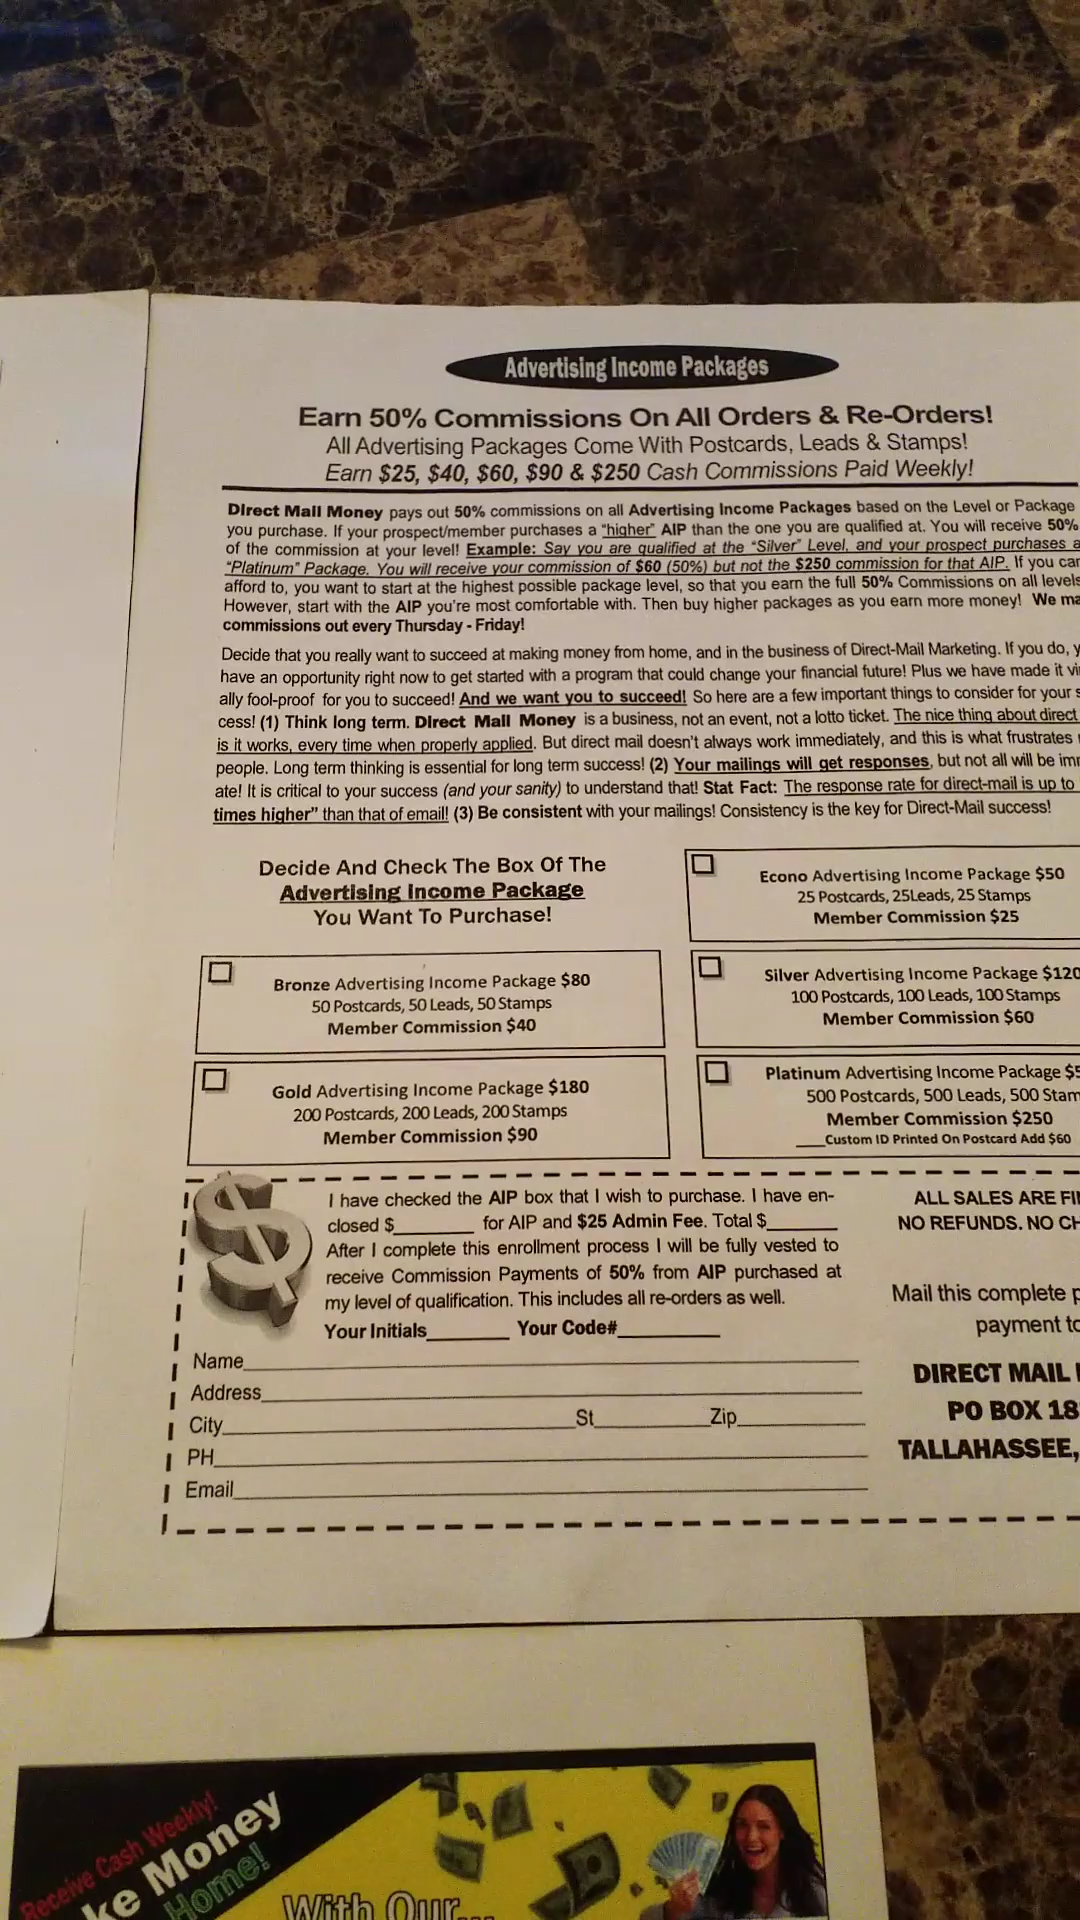 Advertising Income Packages
Earn 50% Commissions On All Orders & Re-Orders!
All Advertising Packages Come With Postcards, Leads & Stamps!
Earn $25, $40, $60, $90 & $250 Cash Commissions Paid Weekly!
Direct Mail Money pays out 50% commissions on all Advertising Income Packages based on the Level or Package
you purchase. If your prospect/member purchases a "higher" AIP than the one you are qualified at. You will receive 50%
of the commission at your level! Example: Say you are qualified at the "Silver" Level, and your prospect purchases a
"Platinum" Package. You will receive your commission of $60 (50%) but not the $250 commission for that AIP. If you can
afford to, you want to start at the highest possible package level, so that you earn the full 50% Commissions on all levels
However, start with the AIP you're most comfortable with. Then buy higher packages as you earn more money! We
commissions out every Thursday - Friday!
Decide that you really want to succeed at making money from home, and in the business of Direct-Mail Marketing. If you do,
have an opportunity right now to get started with a program that could change your financial future! Plus we have made it
ally fool-proof for you to succeed! And we want you to succeed! So here are a few important things to consider for your
cess! (1) Think long term. Direct Mail Money is a business, not an event, not a lotto ticket. The nice thing about direct
is it works, every time when properly applied. But direct mail doesn't always work immediately, and this is what frustrates
people. Long term thinking is essential for long term success! (2) Your mailings will get responses, but not all will be
ate! It is critical to your success (and your sanity) to understand that! Stat Fact: The response rate for direct-mail is up to
times higher" than that of email! (3) Be consistent with your mailings! Consistency is the key for Direct-Mail success!
Decide And Check The Box Of The
Advertising Income Package
You Want To Purchase!
Econo Advertising Income Package $50
25 Postcards, 25Leads, 25 Stamps
Member Commission $25
Bronze Advertising Income Package $80
50 Postcards, 50 Leads, 50 Stamps
Member Commission $40
Silver Advertising Income Package $120
100 Postcards, 100 Leads, 100 Stamps
Member Commission $60
Gold Advertising Income Package $180
200 Postcards, 200 Leads, 200 Stamps
Member Commission $90
Platinum Advertising Income Package
500 Postcards, 500 Leads, 500
Member Commission $250
____Custom ID Printed On Postcard Add $60
I have checked the AIP box that I wish to purchase. I have en-
closed $________ for AIP and $25 Admin Fee. Total $_______
After I complete this enrollment process I will be fully vested to
receive Commission Payments of 50% from AIP purchased at
my level of qualification. This includes all re-orders as well.
Your Initials________ Your Code#__________
ALL SALES ARE
NO REFUNDS. NO
Mail this complete
payment to
DIRECT MAIL
PO BOX
TALLAHASSEE,
Name
Address
City St Zip
PH
Email
Receive Cash Weekly!
Money
Home!
With Our...